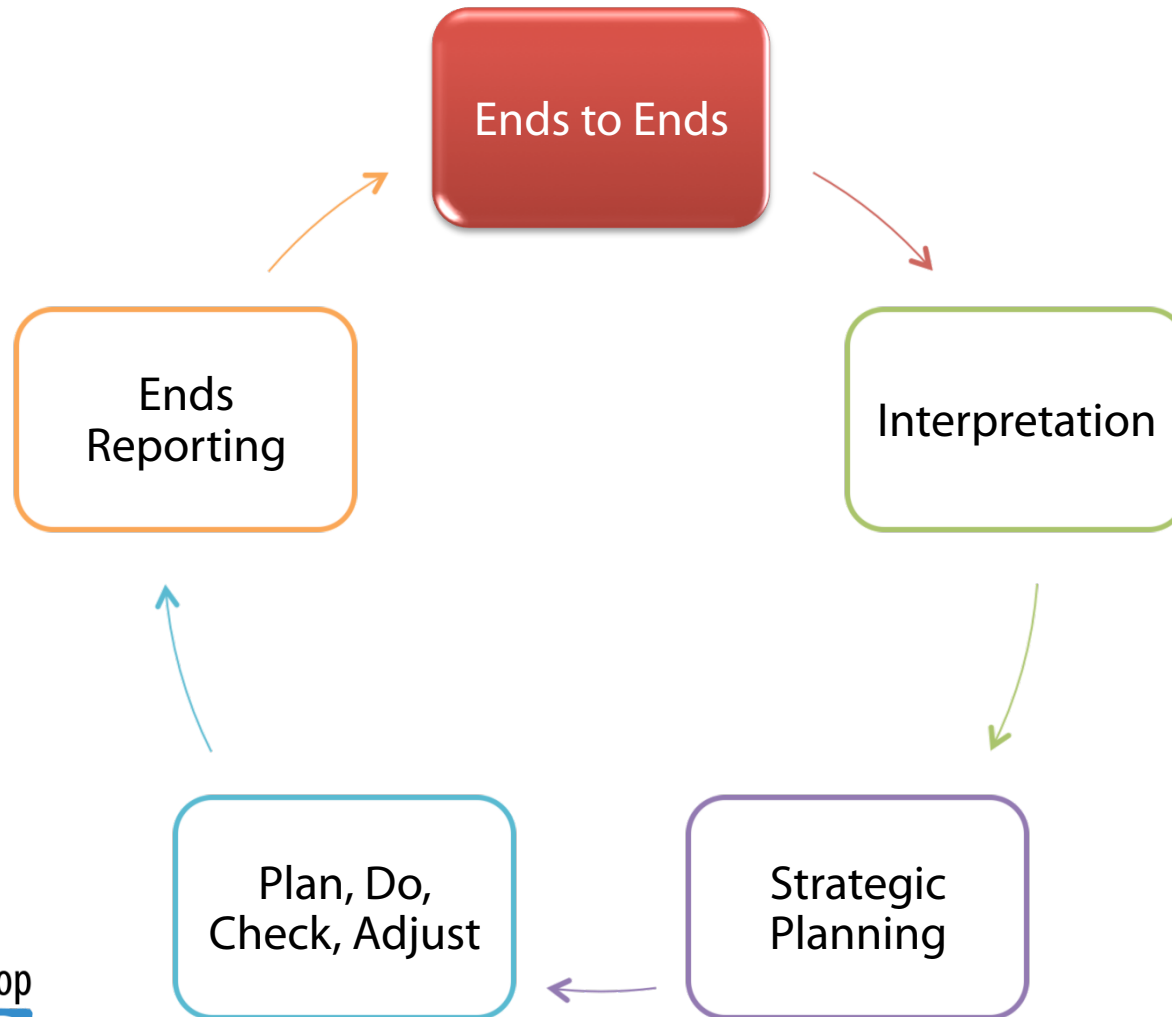 Ends to Ends
Interpretation
Strategic
Planning
Plan, Do,
Check, Adjust
Ends
Reporting